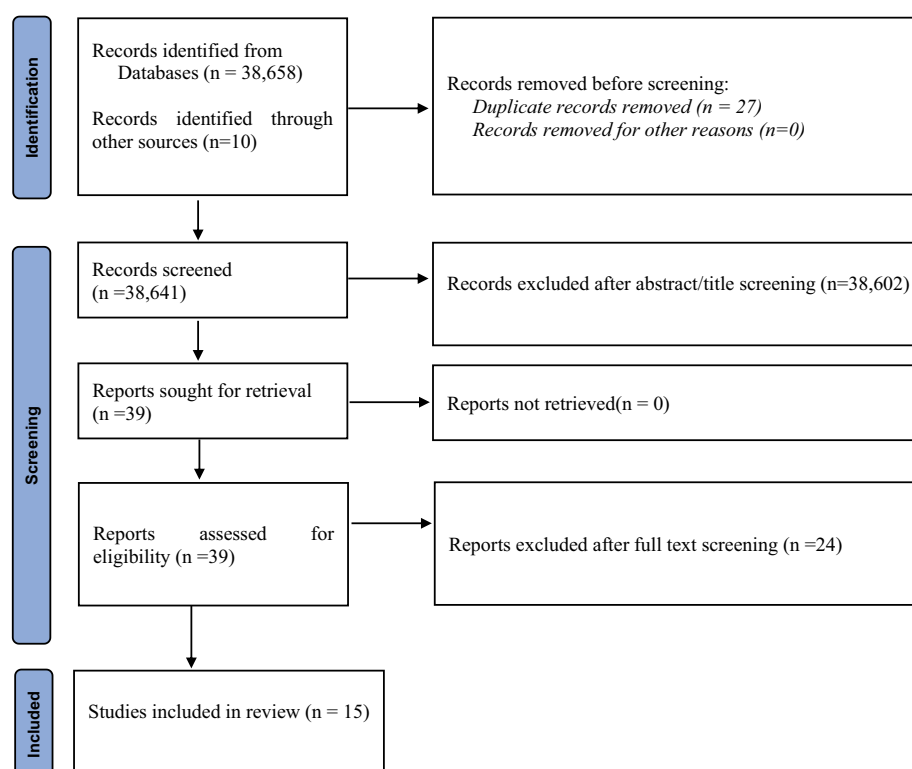 Identification
Records identified from
Databases (n = 38,658)
Records identified through
other sources (n=10)
Records removed before screening:
Duplicate records removed (n = 27)
Records removed for other reasons (n=0)
Screening
Records screened
(n =38,641)
Records excluded after abstract/title screening (n=38,602)
Reports sought for retrieval
(n =39)
Reports not retrieved(n = 0)
Reports assessed for
eligibility (n =39)
Reports excluded after full text screening (n =24)
Included
Studies included in review (n = 15)